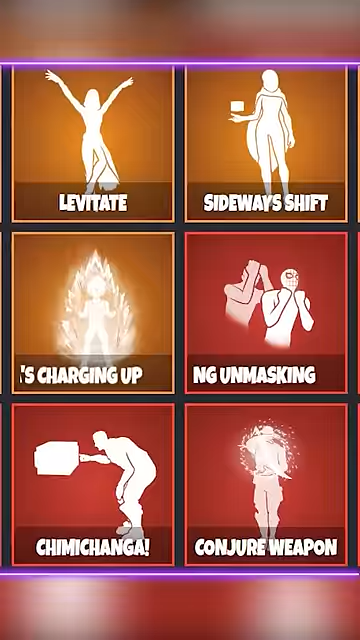 LEVITATE
SIDEWAYS SHIFT
'S CHARGING UP
NG UNMASKING
CHIMICHANGA!
CONJURE WEAPON